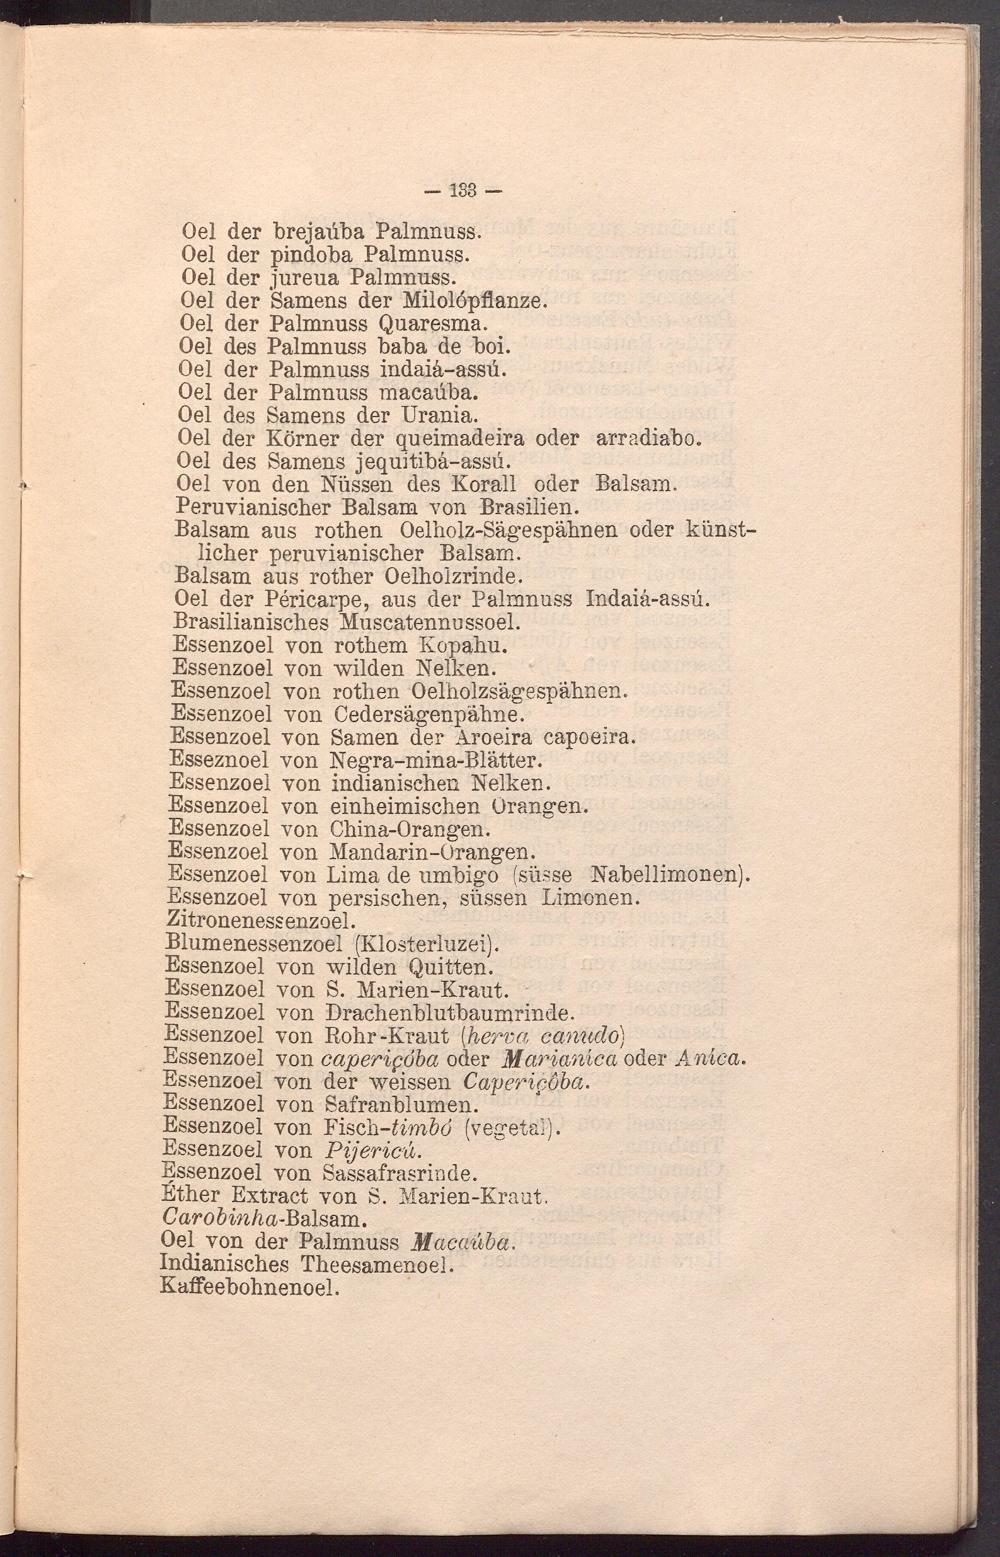 — 133 —
Oel der brejaúba Palmnuss.
Oel der pindoba Palmnuss.
Oel der jureua Palmnuss.
Oel der Samens der Milolópflanze.
Oel der Palmnuss Quaresma.
Oel des Palmnuss baba de boi.
Oel der Palmnuss indaiá-assú.
Oel der Palmnuss macaúba.
Oel des Samens der Urania.
Oel der Körner der queimadeira oder arradiabo.
Oel des Samens jequitibá-assú.
Oel von den Nüssen des Korall oder Balsam.
Peruvianischer Balsam von Brasilien.
Balsam aus rothen Oelholz-Sägespähnen oder künst-
licher peruvianischer Balsam.
Balsam aus rother Oelholzrinde.
Oel der Péricarpe, aus der Palmnuss Indaiá-assú.
Brasilianisches Muscatennussoel.
Essenzoel von rothem Kopahu.
Essenzoel von wilden Nelken.
Essenzoel von rothen Oelholzsägespähnen.
Essenzoel von Cedersägenpähne.
Essenzoel von Samen der Aroeira capoeira.
Esseznoel von Negra-mina-Blätter.
Essenzoel von indianischen Nelken.
Essenzoel von einheimischen Orangen.
Essenzoel von China-Orangen.
Essenzoel von Mandarin-Orangen.
Essenzoel von Lima de umbigo (süsse Nabellimonen).
Essenzoel von persischen, süssen Limonen.
Zitronenessenzoel.
Blumenessenzoel (Klosterluzei).
Essenzoel von wilden Quitten.
Essenzoel von S. Marien-Kraut.
Essenzoel von Drachenblutbaumrinde.
Essenzoel von Rohr-Kraut (herva canudo)
Essenzoel von caperiçóba oder Marianica oder Anica.
Essenzoel von der weissen Caperiçôba.
Essenzoel von Safranblumen.
Essenzoel von Fisch-timbó (vegetal).
Essenzoel von Pijericú.
Essenzoel von Sassafrasrinde.
Éther Extract von S. Marien-Kraut.
Carobinha-Balsam.
Oel von der Palmnuss Macaúba.
Indianisches Theesamenoel.
Kaffeebohnenoel.